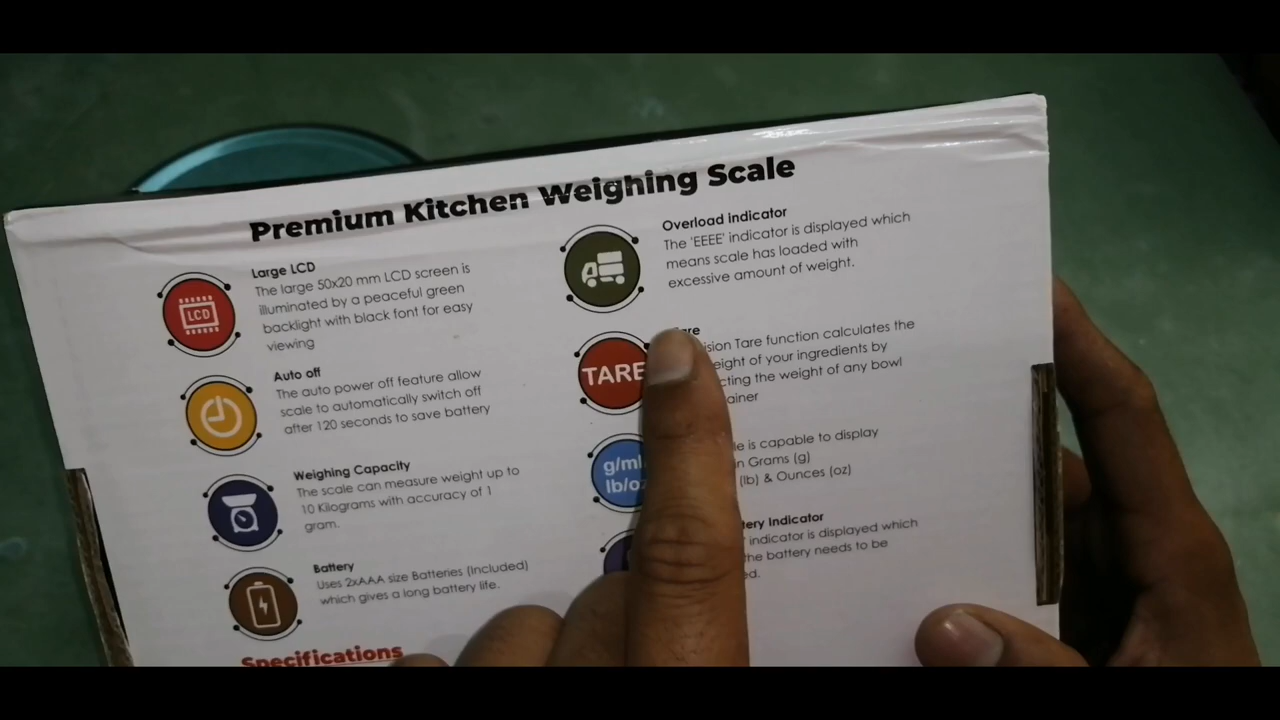 Premium Kitchen Weighing Scale
Large LCD
The large 50x20 mm LCD screen is
illuminated by a peaceful green
backlight with black font for easy
viewing
LCD
Auto off
The auto power off feature allow
scale to automatically switch off
after 120 seconds to save battery
Weighing Capacity
The scale can measure weight up to
10 Kilograms with accuracy of 1
gram.
Battery
Uses 2xAAA size Batteries (Included)
which gives a long battery life.
Specifications
Overload indicator
The 'EEEE' indicator is displayed which
means scale has loaded with
excessive amount of weight.
TARE
Tare function calculates the
of your ingredients by
the weight of any bowl
g/ml
lb/oz
is capable to display
in Grams (g)
(lb) & Ounces (oz)
Indicator
indicator is displayed which
the battery needs to be